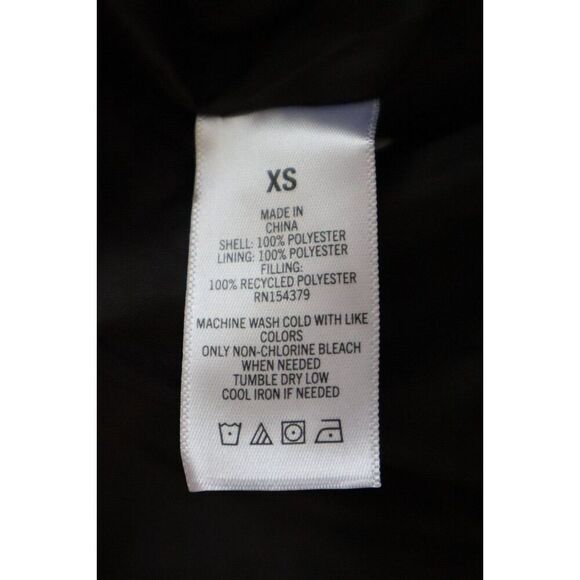 XS
MADE IN
CHINA
SHELL: 100% POLYESTER
LINING: 100% POLYESTER
FILLING:
100% RECYCLED POLYESTER
RN154379
MACHINE WASH COLD WITH LIKE
COLORS
ONLY NON-CHLORINE BLEACH
WHEN NEEDED
TUMBLE DRY LOW
COOL IRON IF NEEDED